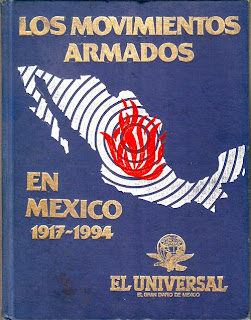 LOS MOVIMIENTOS
ARMADOS
EN
MEXICO
1917-1994
EL UNIVERSAL
EL GRAN DIARIO DE MEXICO